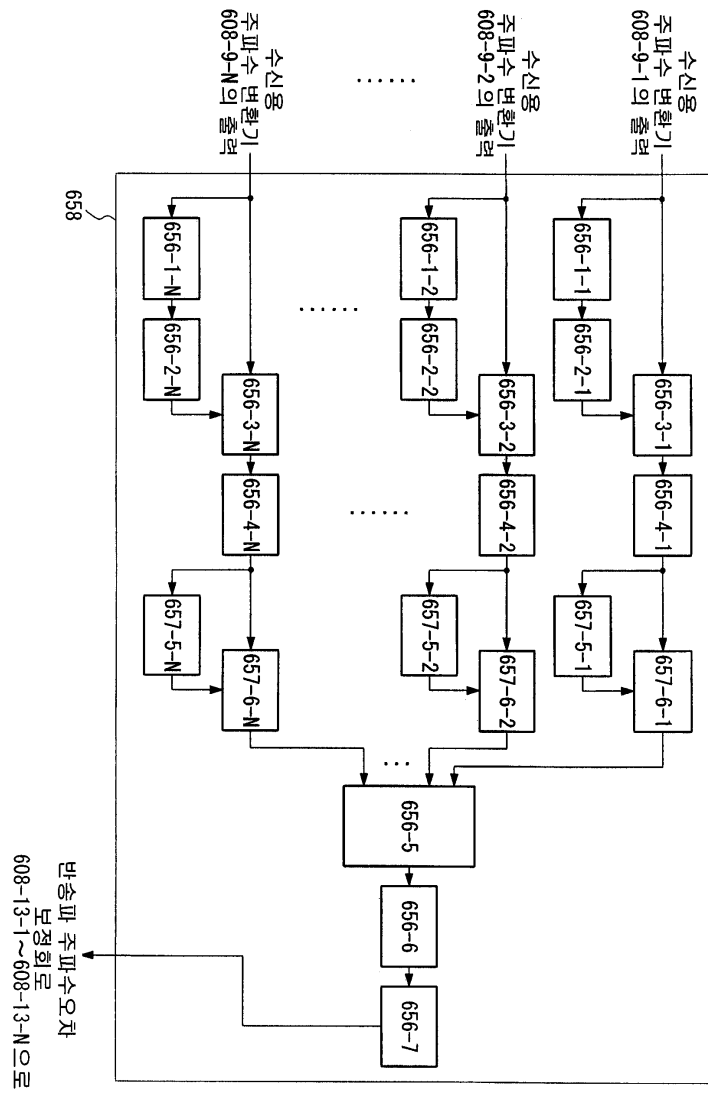 수신용
주파수 변환기
608-9-1의 출력
수신용
주파수 변환기
608-9-2의 출력
......
수신용
주파수 변환기
608-9-N의 출력
656-1-1
656-2-1
656-3-1
656-4-1
657-5-1
657-6-1
656-1-2
656-2-2
656-3-2
656-4-2
657-5-2
657-6-2
......
......
...
656-1-N
656-2-N
656-3-N
656-4-N
657-5-N
657-6-N
656-5
656-6
656-7
658
반송파 주파수오차
보정회로
608-13-1~608-13-N으로